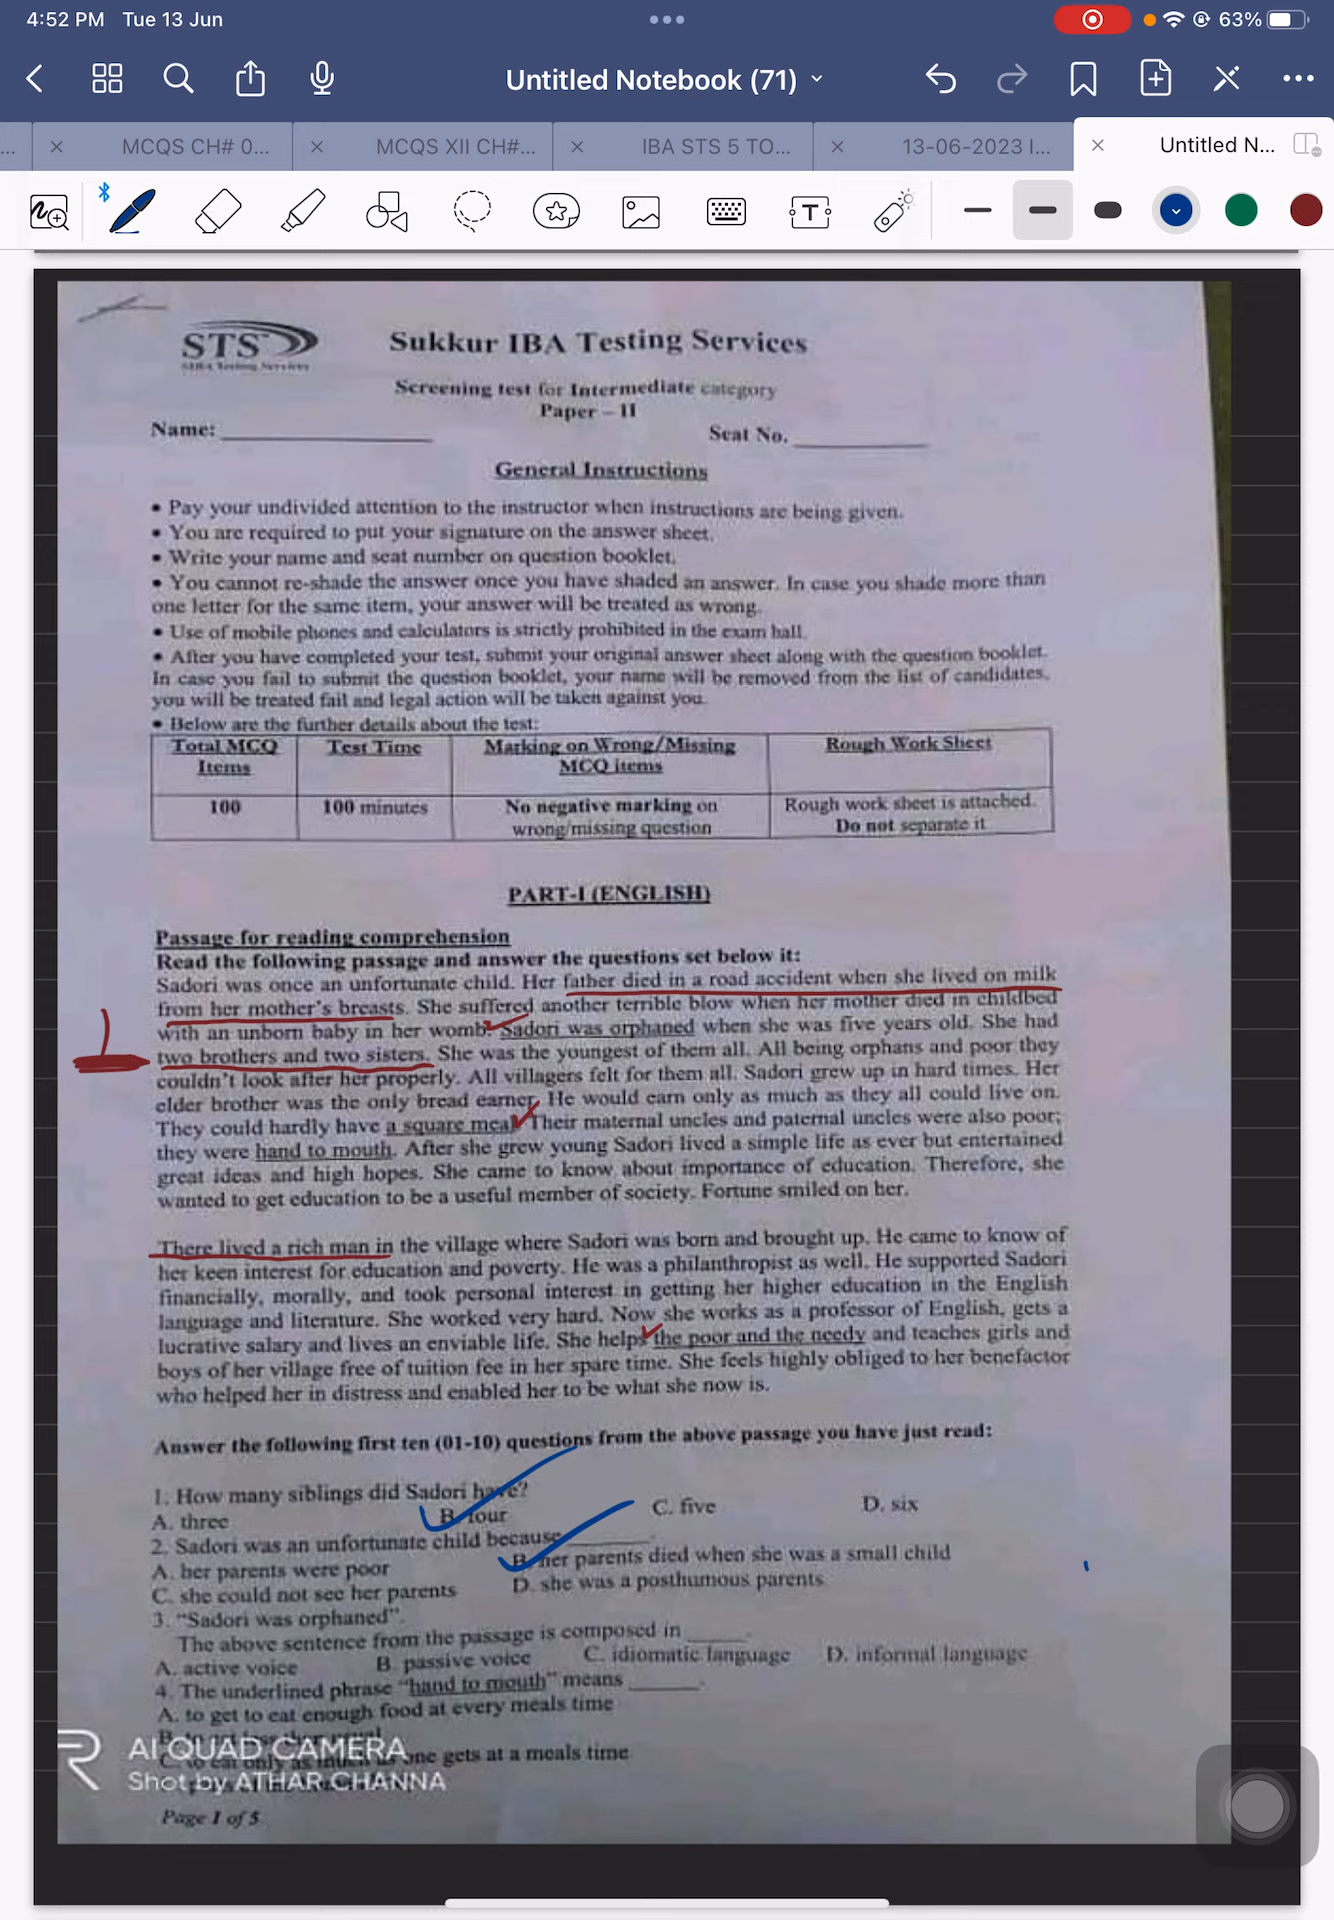 4:52 PM Tue 13 Jun
63%
Untitled Notebook (71)
MCQS CH# 0...
MCQS XII CH#...
IBA STS 5 TO...
13-06-2023 I...
Untitled N...
STS
SIBA Testing Services
Sukkur IBA Testing Services
Screening test for Intermediate category
Paper – II
Name:
Seat No.
General Instructions
• Pay your undivided attention to the instructor when instructions are being given.
• You are required to put your signature on the answer sheet.
• Write your name and seat number on question booklet.
• You cannot re-shade the answer once you have shaded an answer. In case you shade more than
one letter for the same item, your answer will be treated as wrong.
• Use of mobile phones and calculators is strictly prohibited in the exam hall.
• After you have completed your test, submit your original answer sheet along with the question booklet.
In case you fail to submit the question booklet, your name will be removed from the list of candidates,
you will be treated fail and legal action will be taken against you.
• Below are the further details about the test:
Total MCQ Items
Test Time
Marking on Wrong/Missing MCQ items
Rough Work Sheet
100
100 minutes
No negative marking on wrong/missing question
Rough work sheet is attached. Do not separate it
PART-I (ENGLISH)
Passage for reading comprehension
Read the following passage and answer the questions set below it:
Sadori was once an unfortunate child. Her father died in a road accident when she lived on milk
from her mother's breasts. She suffered another terrible blow when her mother died in childbed
with an unborn baby in her womb. Sadori was orphaned when she was five years old. She had
two brothers and two sisters. She was the youngest of them all. All being orphans and poor they
couldn't look after her properly. All villagers felt for them all. Sadori grew up in hard times. Her
elder brother was the only bread earner. He would earn only as much as they all could live on.
They could hardly have a square meal. Their maternal uncles and paternal uncles were also poor;
they were hand to mouth. After she grew young Sadori lived a simple life as ever but entertained
great ideas and high hopes. She came to know about importance of education. Therefore, she
wanted to get education to be a useful member of society. Fortune smiled on her.
There lived a rich man in the village where Sadori was born and brought up. He came to know of
her keen interest for education and poverty. He was a philanthropist as well. He supported Sadori
financially, morally, and took personal interest in getting her higher education in the English
language and literature. She worked very hard. Now she works as a professor of English, gets a
lucrative salary and lives an enviable life. She helps the poor and the needy and teaches girls and
boys of her village free of tuition fee in her spare time. She feels highly obliged to her benefactor
who helped her in distress and enabled her to be what she now is.
Answer the following first ten (01-10) questions from the above passage you have just read:
1. How many siblings did Sadori have?
A. three B. four C. five D. six
2. Sadori was an unfortunate child because ______.
A. her parents were poor B. her parents died when she was a small child
C. she could not see her parents D. she was a posthumous parents
3. "Sadori was orphaned".
The above sentence from the passage is composed in ______.
A. active voice B. passive voice C. idiomatic language D. informal language
4. The underlined phrase "hand to mouth" means ______.
A. to get to eat enough food at every meals time
C. to eat only as much as one gets at a meals time
AI QUAD CAMERA
Shot by ATHAR CHANNA
Page 1 of 5